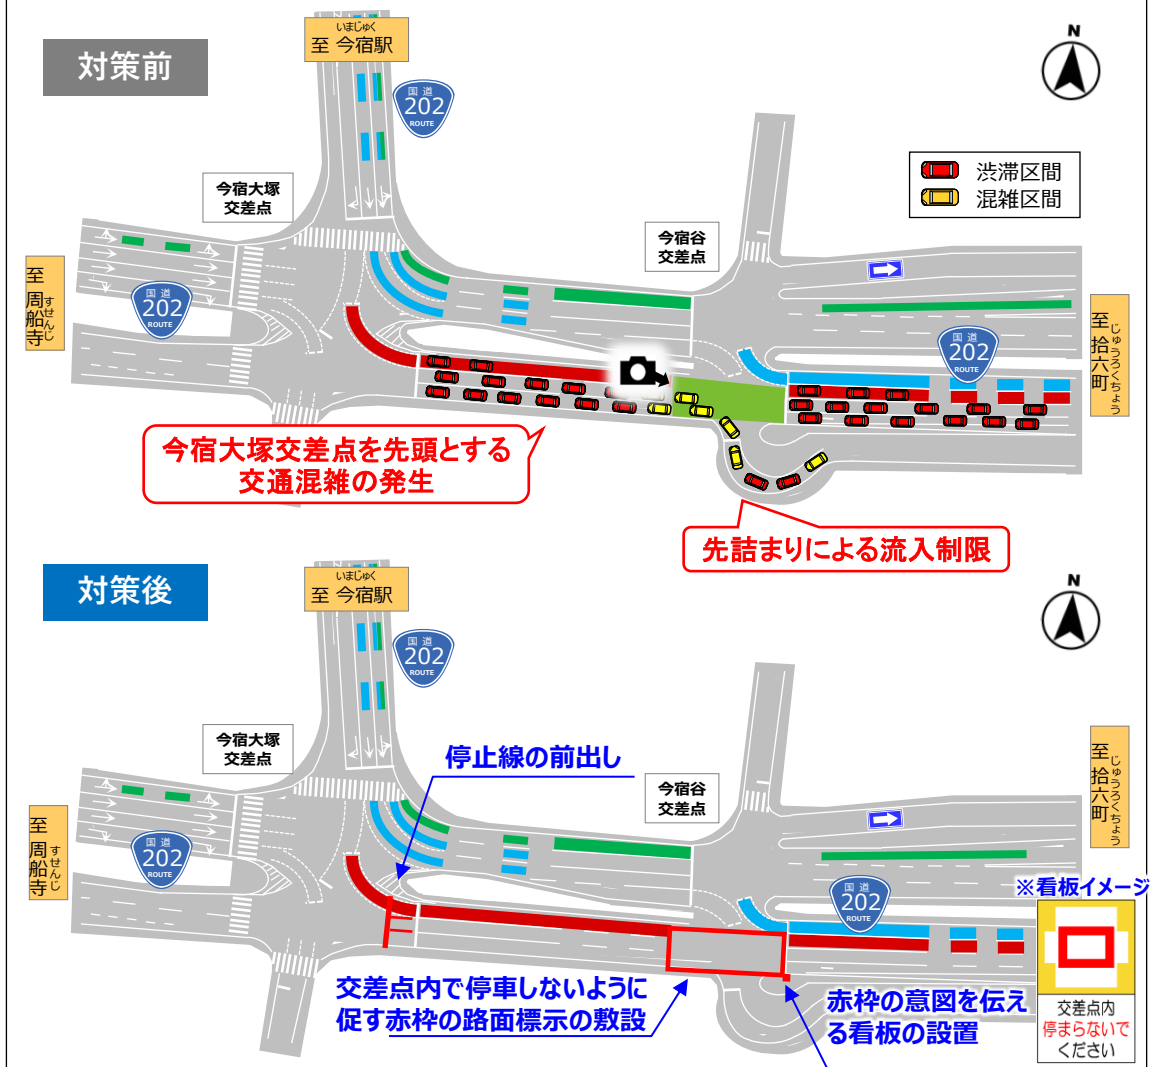 対策前
いまじゅく
至 今宿駅
国道
202
ROUTE
N
渋滞区間
混雑区間
今宿大塚
交差点
今宿谷
交差点
至 周船寺
すせんじ
国道
202
ROUTE
至 拾六町
じゅうろくちょう
国道
202
ROUTE
今宿大塚交差点を先頭とする
交通混雑の発生
先詰まりによる流入制限
対策後
いまじゅく
至 今宿駅
国道
202
ROUTE
N
今宿大塚
交差点
停止線の前出し
今宿谷
交差点
至 拾六町
じゅうろくちょう
至 周船寺
すせんじ
国道
202
ROUTE
国道
202
ROUTE
※看板イメージ
交差点内で停車しないように
促す赤枠の路面標示の敷設
赤枠の意図を伝え
る看板の設置
交差点内
停まらないで
ください